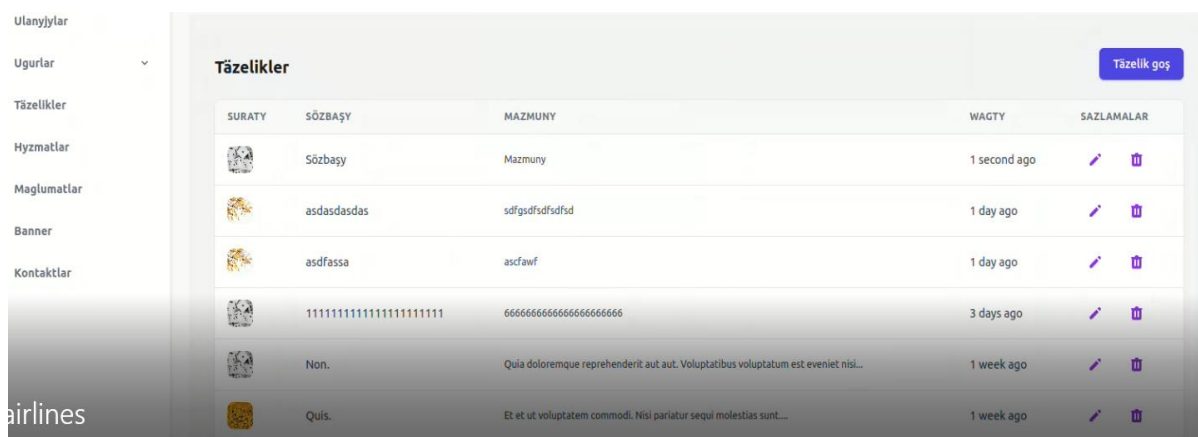 Ulanyjylar
Ugurlar
Täzelikler
Hyzmatlar
Maglumatlar
Banner
Kontaktlar
Täzelikler
Täzelik goş
SURATY SÖZBAŞY MAZMUNY WAGTY SAZLAMALAR
Sözbaşy Mazmuny 1 second ago
asdasdasdas sdfgsdfsdfsdfsd 1 day ago
asdfassa ascfawf 1 day ago
3 days ago
Non. Quia doloremque reprehenderit aut aut. Voluptatibus voluptatum est eveniet nisi... 1 week ago
Quis. Et et ut voluptatem commodi. Nisi pariatur sequi molestias sunt.... 1 week ago
airlines